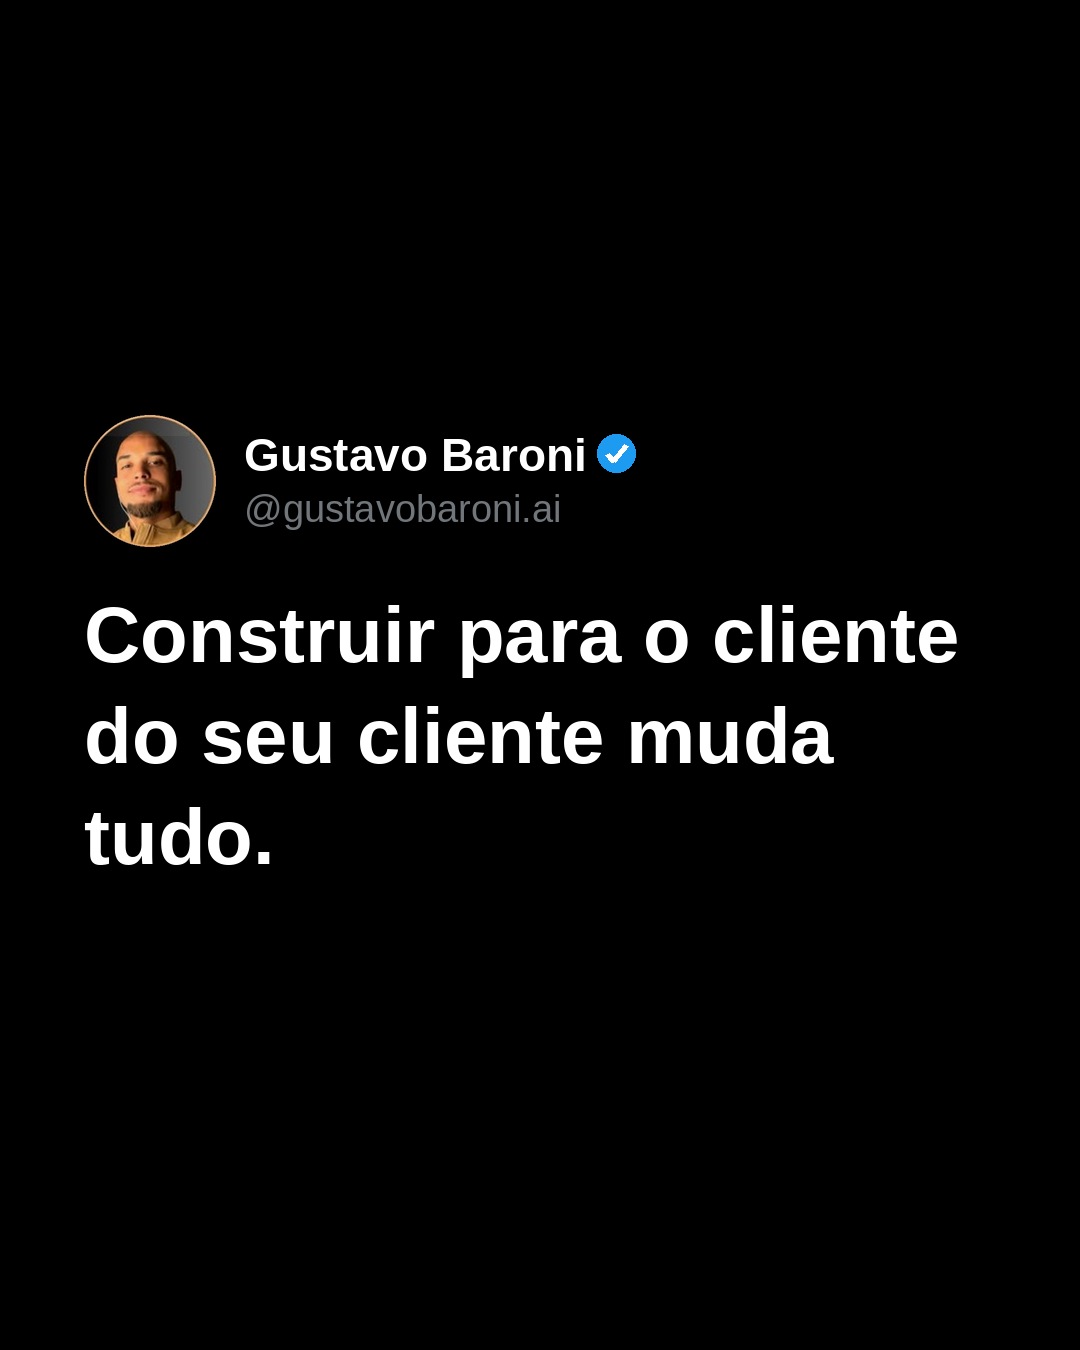 Gustavo Baroni
@gustavobaroni.ai
Construir para o cliente
do seu cliente muda
tudo.